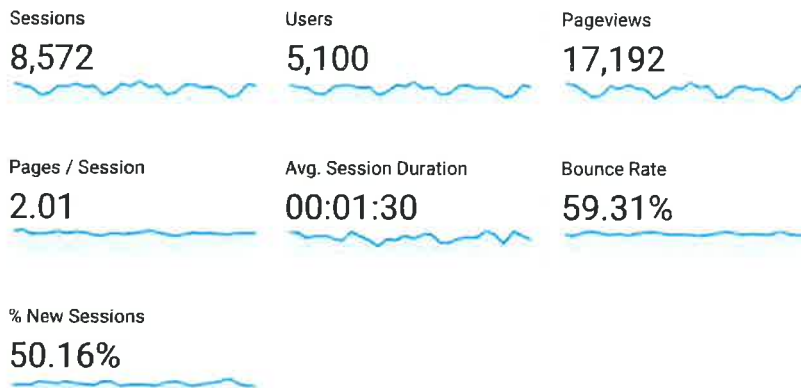 Sessions
8,572
Users
5,100
Pageviews
17,192
Pages / Session
2.01
Avg. Session Duration
00:01:30
Bounce Rate
59.31%
% New Sessions
50.16%